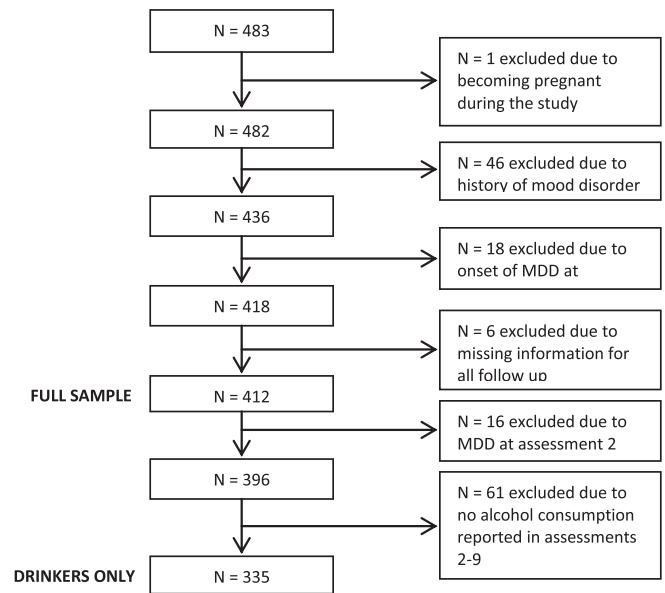 N = 483
N = 1 excluded due to
becoming pregnant
during the study
N = 482
N = 46 excluded due to
history of mood disorder
N = 436
N = 18 excluded due to
onset of MDD at
N = 418
N = 6 excluded due to
missing information for
all follow up
FULL SAMPLE
N = 412
N = 16 excluded due to
MDD at assessment 2
N = 396
N = 61 excluded due to
no alcohol consumption
reported in assessments
2-9
DRINKERS ONLY
N = 335